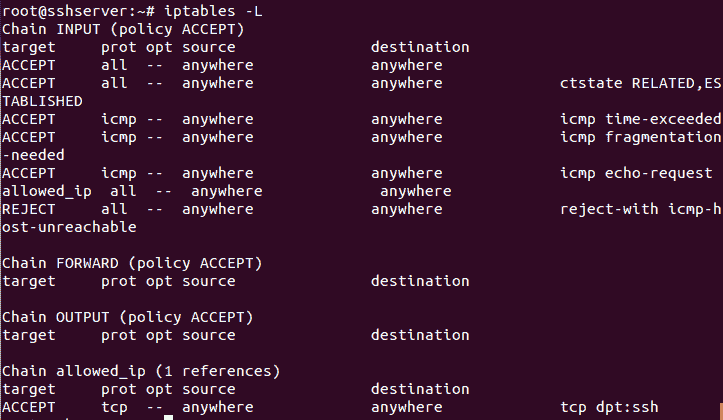 root@sshserver:~# iptables -L
Chain INPUT (policy ACCEPT)
target     prot opt source               destination
ACCEPT     all  --  anywhere             anywhere
ACCEPT     all  --  anywhere             anywhere             ctstate RELATED,ES
TABLISHED
ACCEPT     icmp --  anywhere             anywhere             icmp time-exceeded
ACCEPT     icmp --  anywhere             anywhere             icmp fragmentation
-needed
ACCEPT     icmp --  anywhere             anywhere             icmp echo-request
allowed_ip  all  --  anywhere             anywhere
REJECT     all  --  anywhere             anywhere             reject-with icmp-h
ost-unreachable

Chain FORWARD (policy ACCEPT)
target     prot opt source               destination

Chain OUTPUT (policy ACCEPT)
target     prot opt source               destination

Chain allowed_ip (1 references)
target     prot opt source               destination
ACCEPT     tcp  --  anywhere             anywhere             tcp dpt:ssh